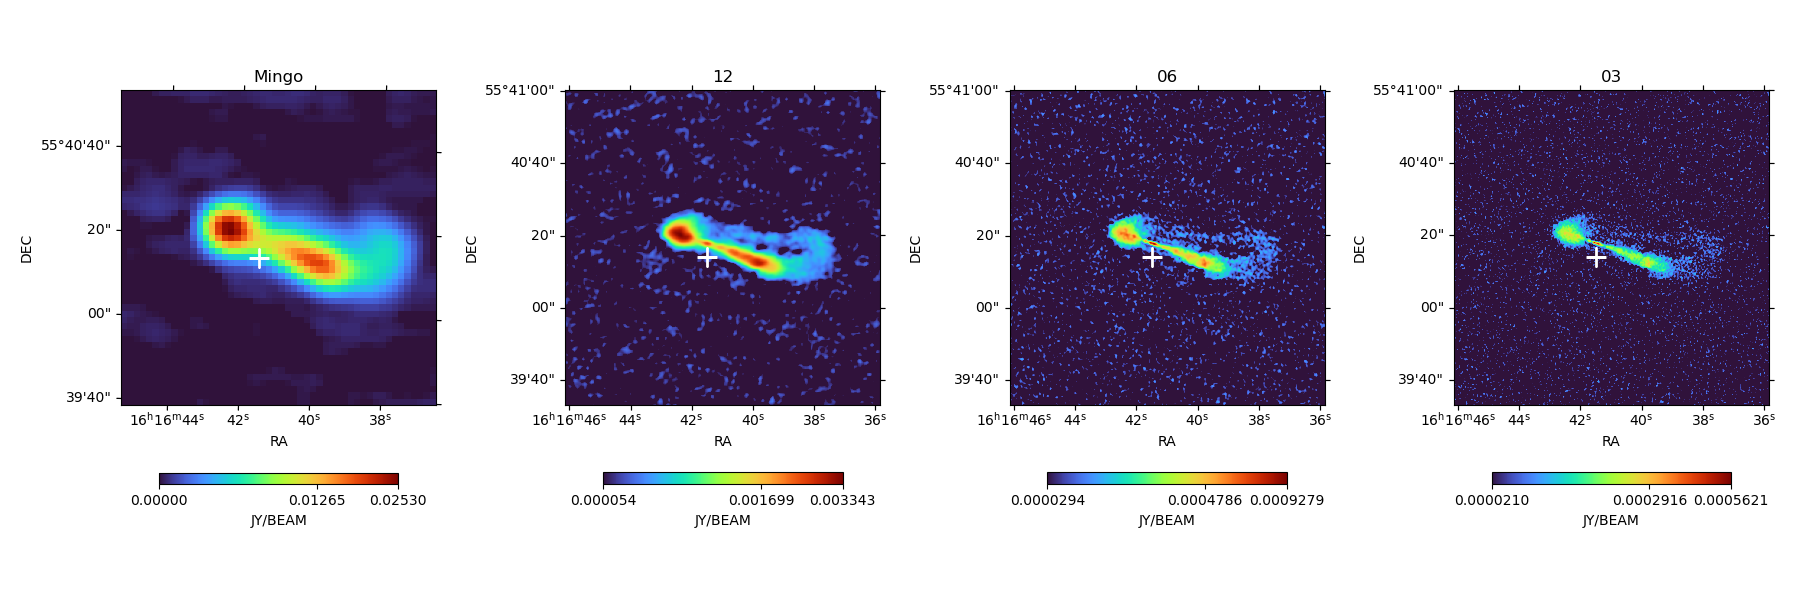 Mingo
55°40'40"
20"
00"
39'40"
DEC
16ʰ16ᵐ44ˢ 42ˢ 40ˢ 38ˢ
RA
0.00000 0.01265 0.02530
JY/BEAM
12
55°41'00"
40'40"
20"
00"
39'40"
DEC
16ʰ16ᵐ46ˢ 44ˢ 42ˢ 40ˢ 38ˢ 36ˢ
RA
0.000054 0.001699 0.003343
JY/BEAM
06
55°41'00"
40'40"
20"
00"
39'40"
DEC
16ʰ16ᵐ46ˢ 44ˢ 42ˢ 40ˢ 38ˢ 36ˢ
RA
0.0000294 0.0004786 0.0009279
JY/BEAM
03
55°41'00"
40'40"
20"
00"
39'40"
DEC
16ʰ16ᵐ46ˢ 44ˢ 42ˢ 40ˢ 38ˢ 36ˢ
RA
0.0000210 0.0002916 0.0005621
JY/BEAM